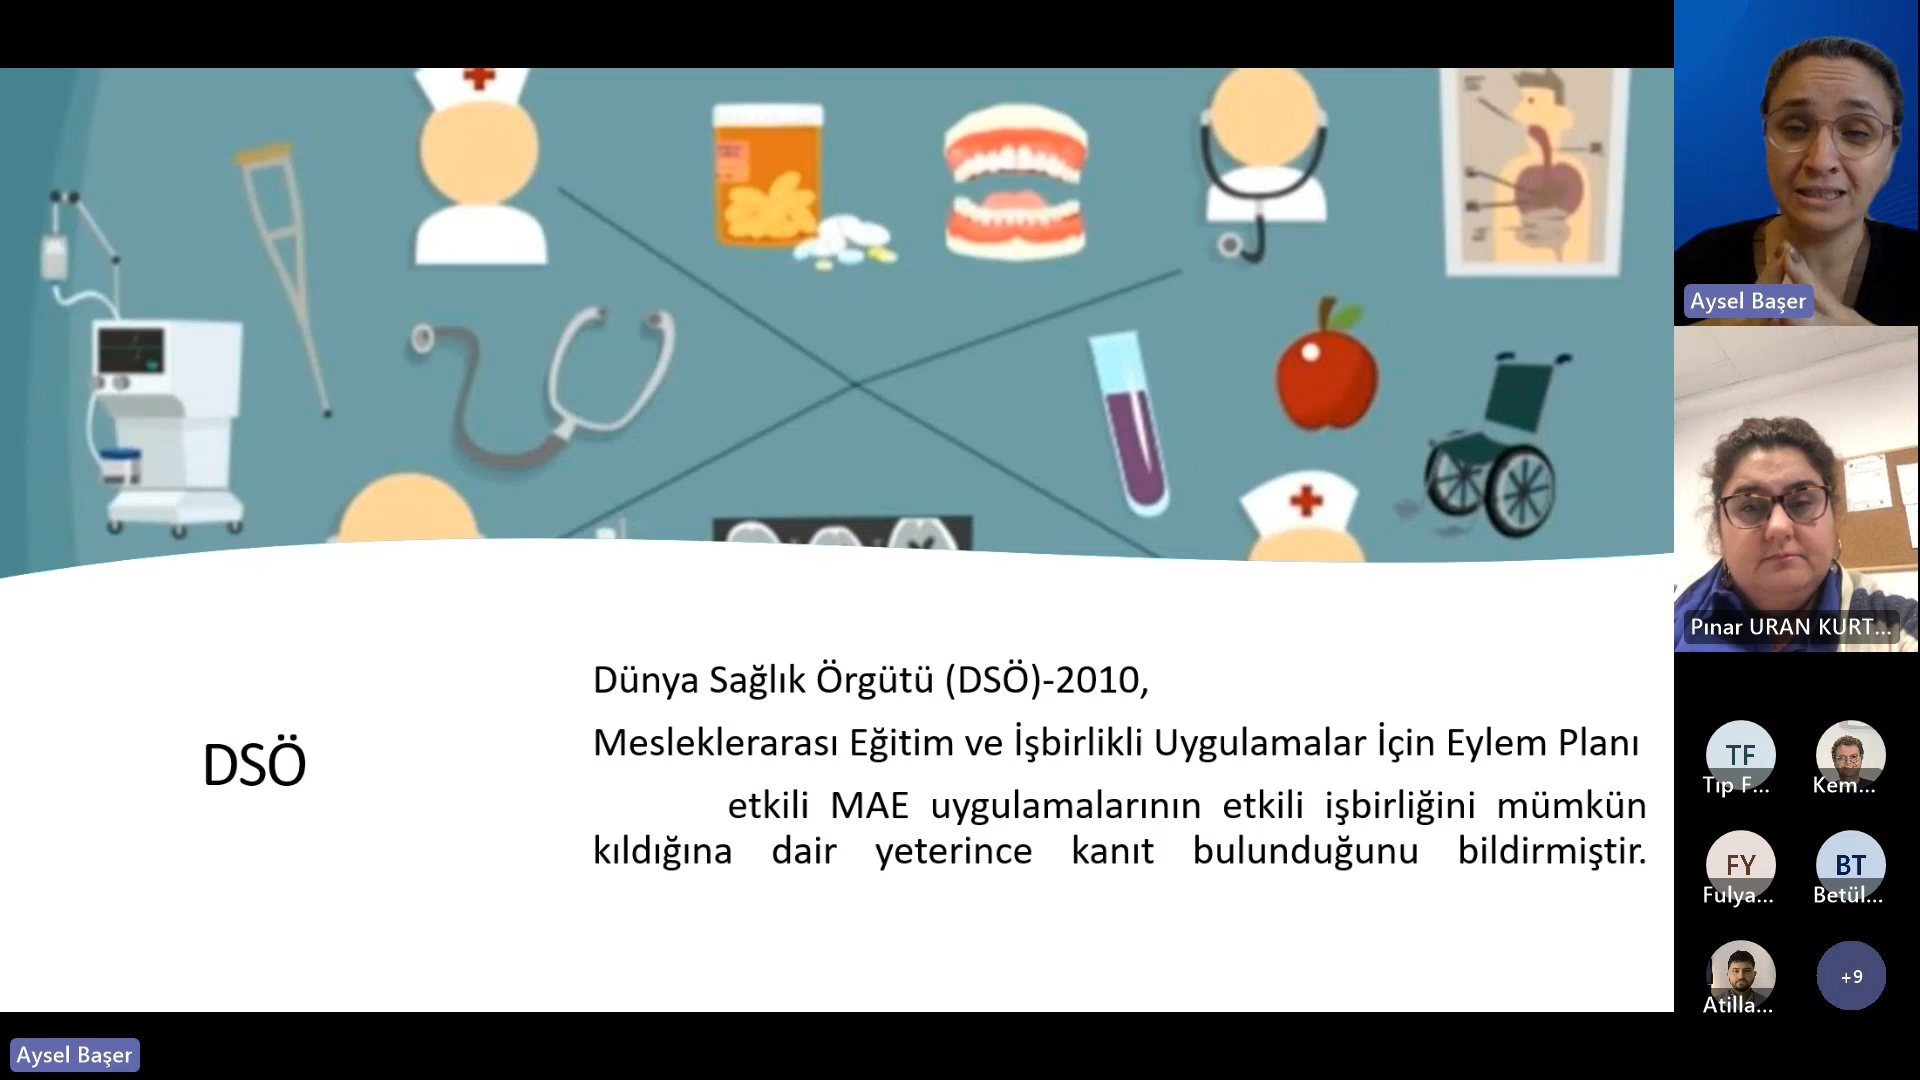 Aysel Başer
Pınar URAN KURT...
DSÖ
Dünya Sağlık Örgütü (DSÖ)-2010,
Mesleklerarası Eğitim ve İşbirlikli Uygulamalar İçin Eylem Planı
etkili MAE uygulamalarının etkili işbirliğini mümkün
kıldığına dair yeterince kanıt bulunduğunu bildirmiştir.
TF
Tıp F...
Kem...
FY
Fulya...
BT
Betül...
Atilla...
+9
Aysel Başer